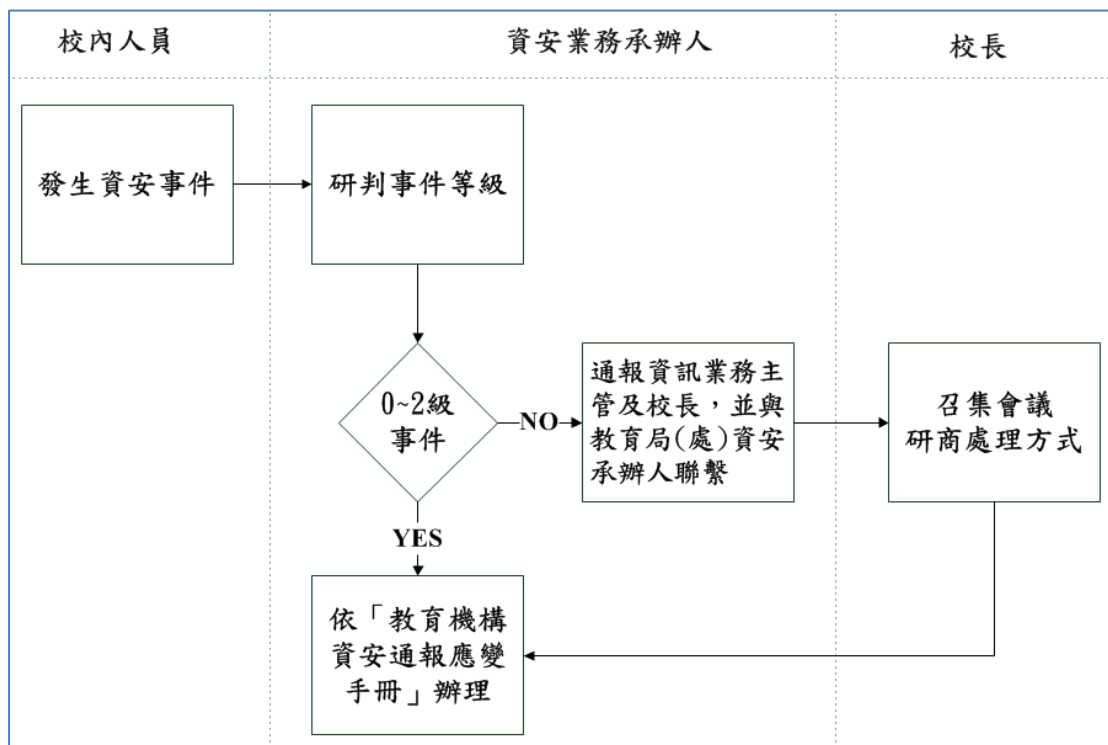 校內人員
資安業務承辦人
校長
發生資安事件
研判事件等級
0~2級
事件
NO
通報資訊業務主
管及校長，並與
教育局(處)資安
承辦人聯繫
召集會議
研商處理方式
YES
依「教育機構
資安通報應變
手冊」辦理